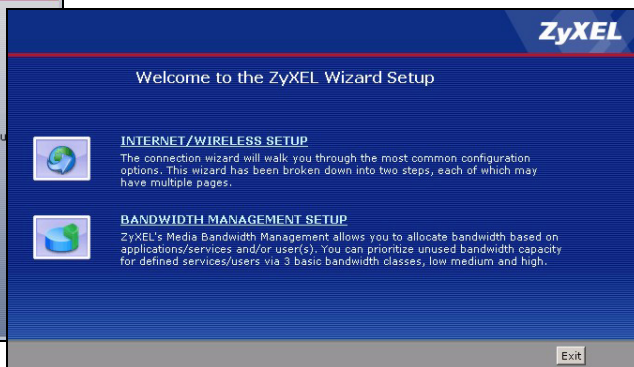 ZyXEL
Welcome to the ZyXEL Wizard Setup
INTERNET/WIRELESS SETUP
The connection wizard will walk you through the most common configuration
options. This wizard has been broken down into two steps, each of which may
have multiple pages.
BANDWIDTH MANAGEMENT SETUP
ZyXEL's Media Bandwidth Management allows you to allocate bandwidth based on
applications/services and/or user(s). You can prioritize unused bandwidth capacity
for defined services/users via 3 basic bandwidth classes, low medium and high.
Exit